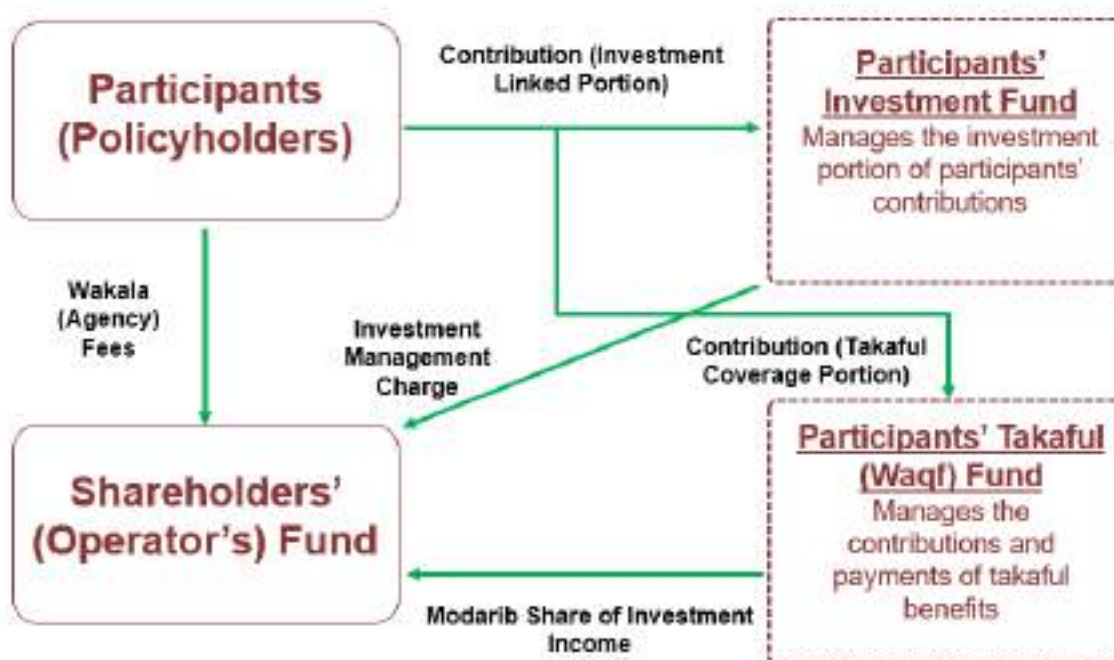 Participants
(Policyholders)
Contribution (Investment
Linked Portion)
Participants'
Investment Fund
Manages the investment
portion of participants'
contributions
Wakala
(Agency)
Fees
Investment
Management
Charge
Contribution (Takaful
Coverage Portion)
Shareholders'
(Operator's) Fund
Participants' Takaful
(Waqf) Fund
Manages the
contributions and
payments of takaful
benefits
Modarib Share of Investment
Income